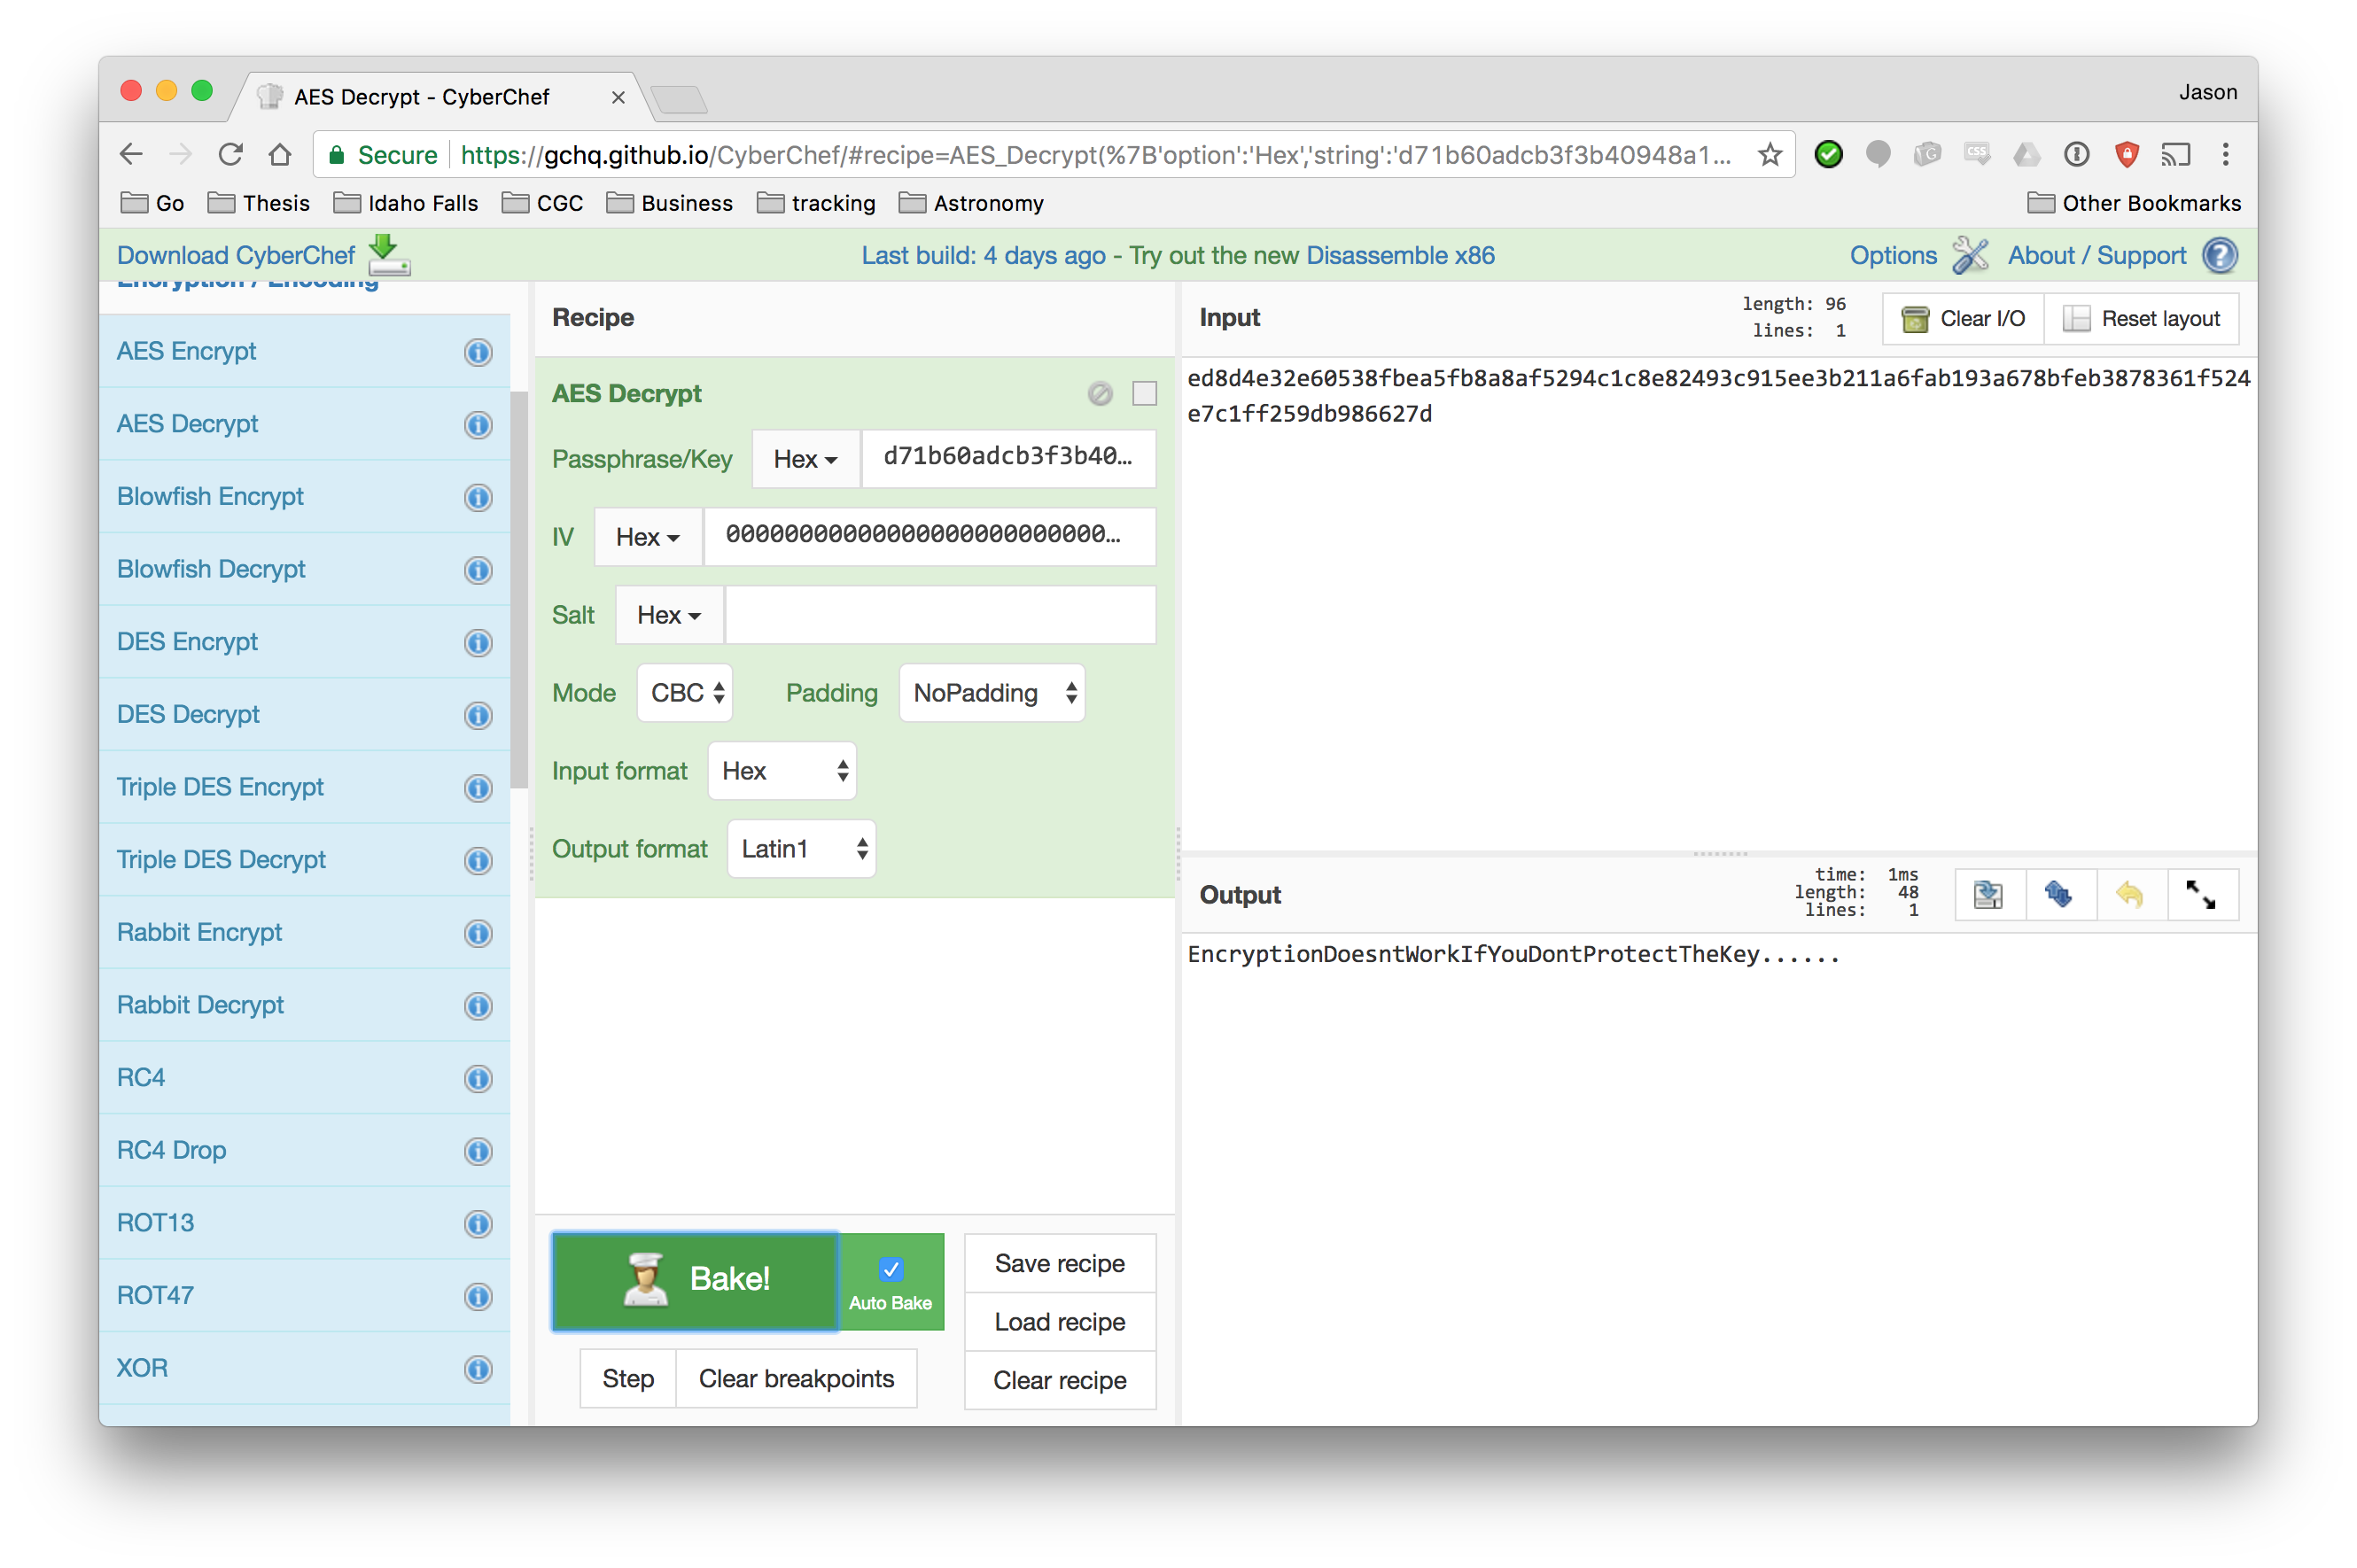 AES Decrypt - CyberChef
Jason
Secure https://gchq.github.io/CyberChef/#recipe=AES_Decrypt(%7B'option':'Hex','string':'d71b60adcb3f3b40948a1...
Go Thesis Idaho Falls CGC Business tracking Astronomy Other Bookmarks
Download CyberChef
Last build: 4 days ago - Try out the new Disassemble x86
Options About / Support
Encryption / Encoding
AES Encrypt
AES Decrypt
Blowfish Encrypt
Blowfish Decrypt
DES Encrypt
DES Decrypt
Triple DES Encrypt
Triple DES Decrypt
Rabbit Encrypt
Rabbit Decrypt
RC4
RC4 Drop
ROT13
ROT47
XOR
Recipe
AES Decrypt
Passphrase/Key Hex d71b60adcb3f3b40...
IV Hex 00000000000000000000000000...
Salt Hex
Mode CBC Padding NoPadding
Input format Hex
Output format Latin1
Bake!
Auto Bake
Step Clear breakpoints
Save recipe
Load recipe
Clear recipe
Input
length: 96
lines: 1
Clear I/O Reset layout
ed8d4e32e60538fbea5fb8a8af5294c1c8e82493c915ee3b211a6fab193a678bfeb3878361f524
e7c1ff259db986627d
Output
time: 1ms
length: 48
lines: 1
EncryptionDoesntWorkIfYouDontProtectTheKey......